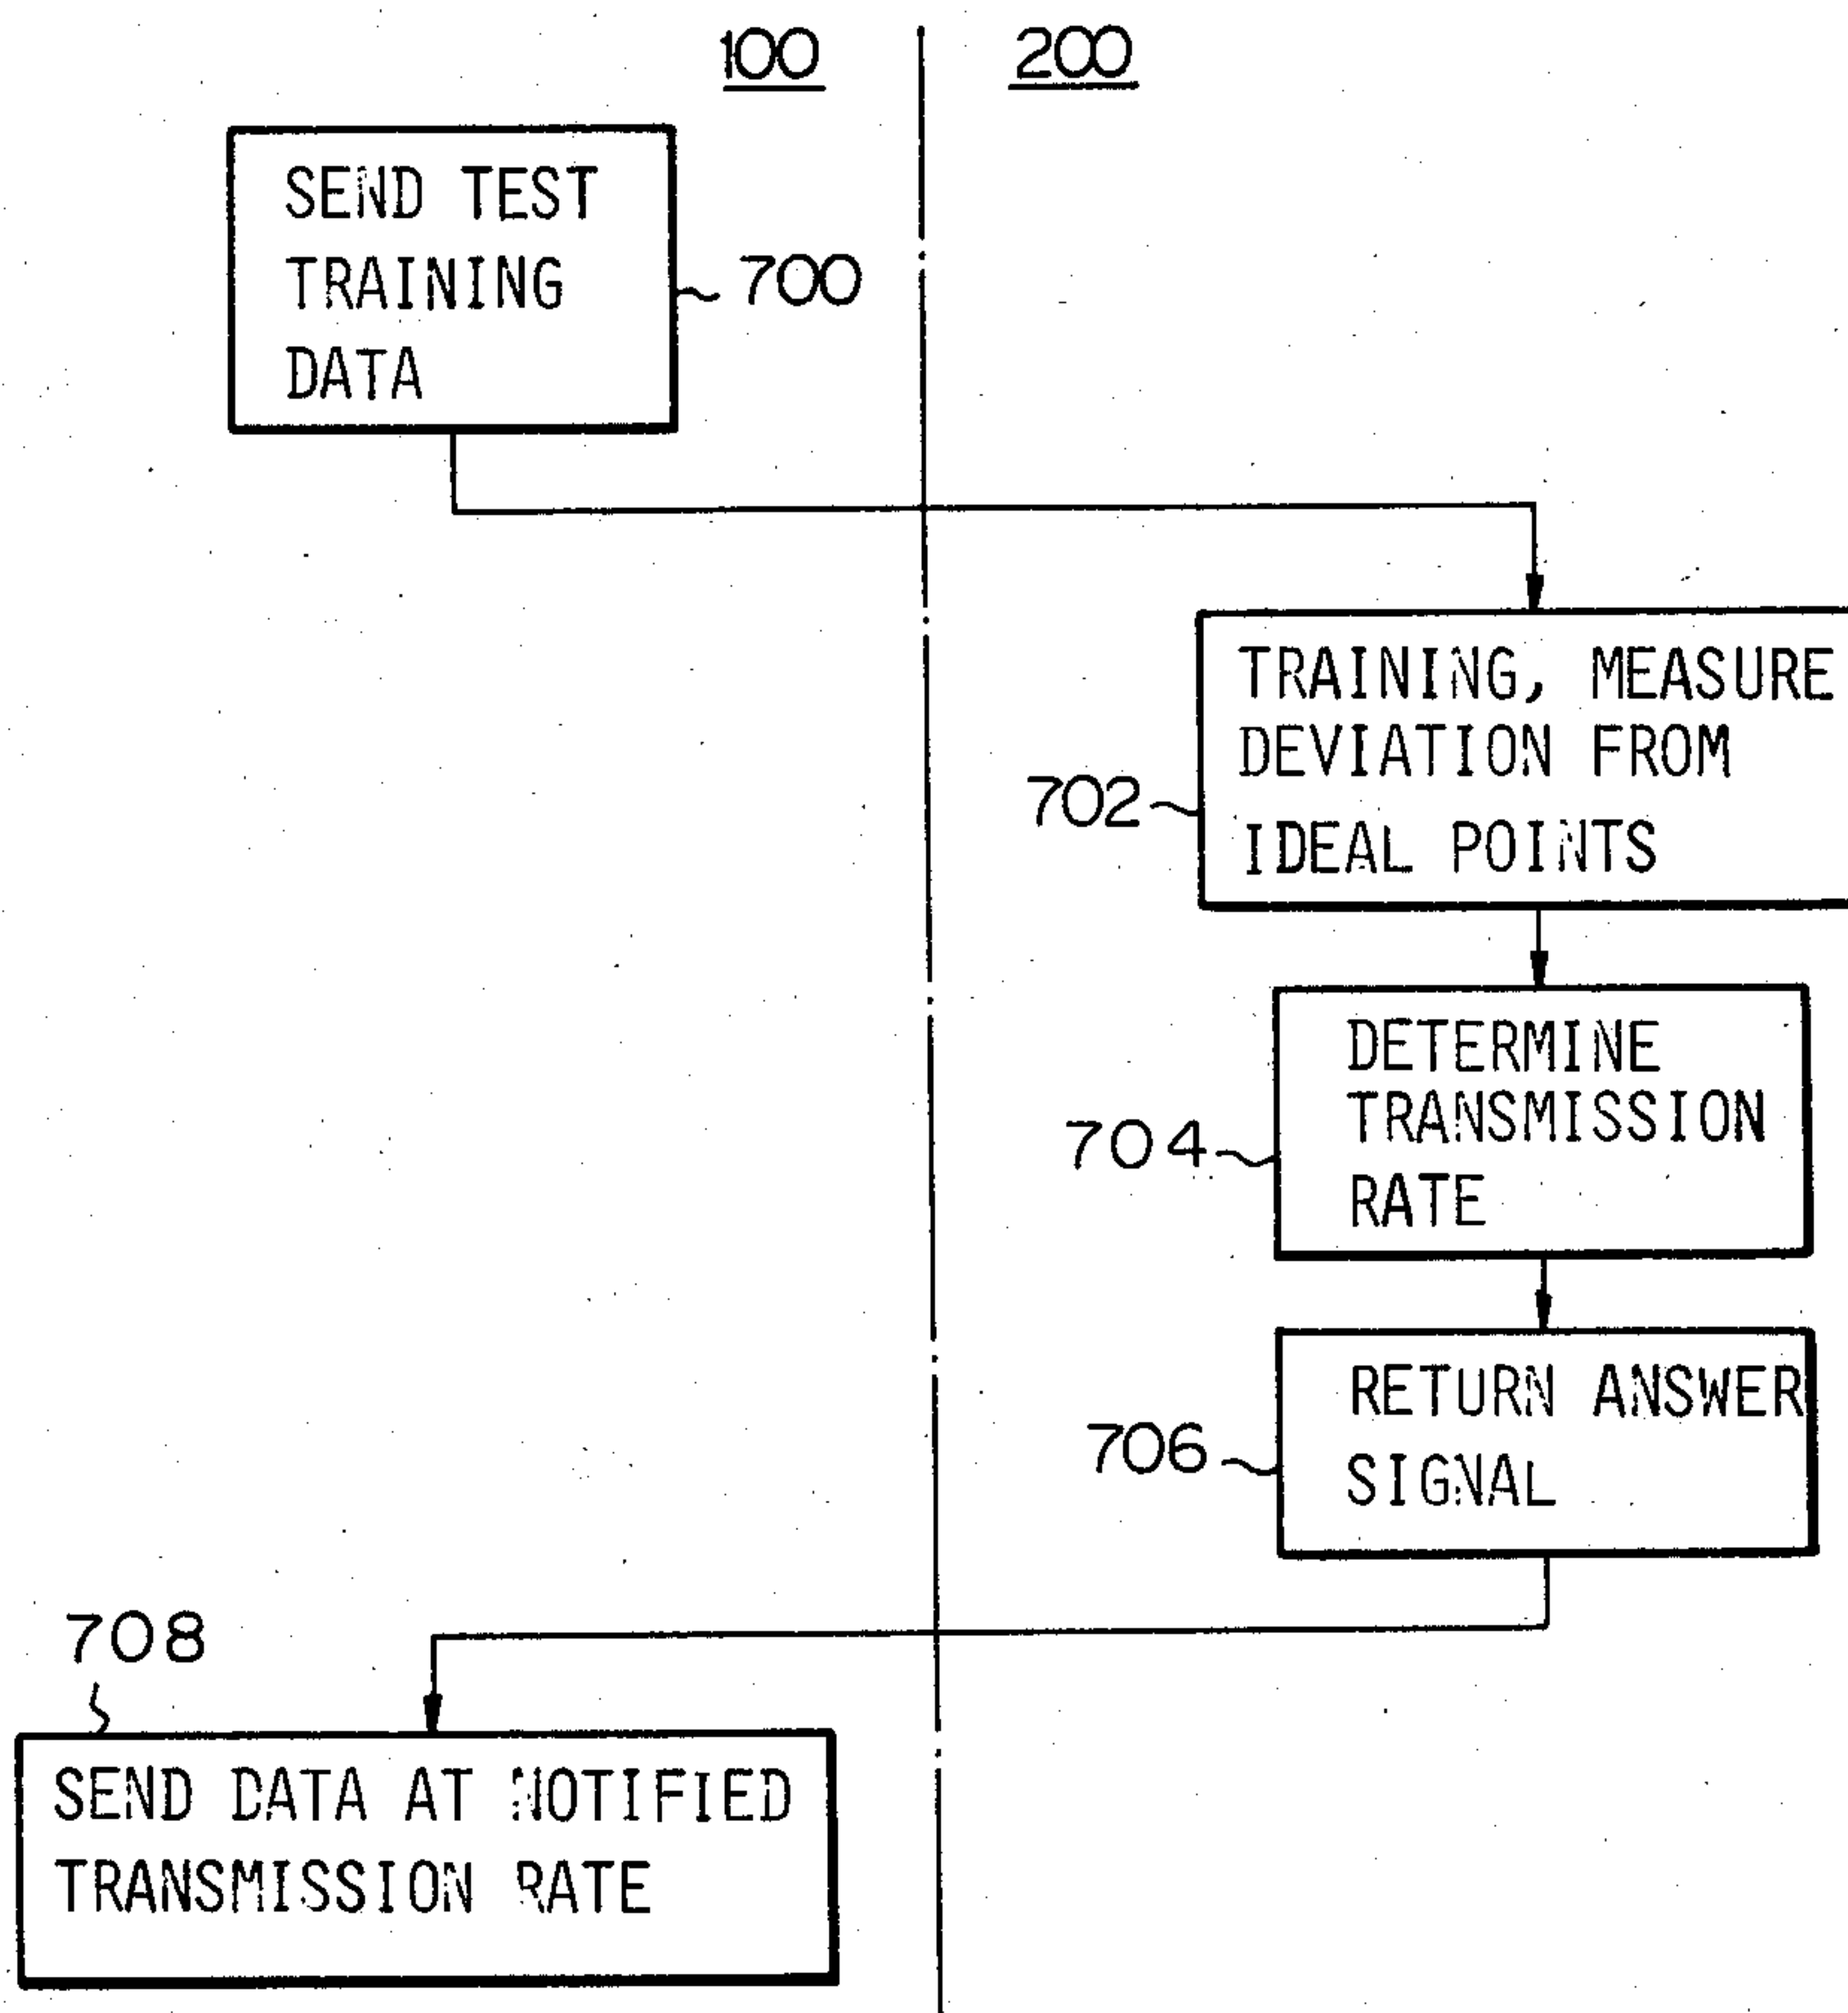 100
200
SEND TEST
TRAINING
DATA
700
TRAINING, MEASURE
DEVIATION FROM
IDEAL POINTS
702
DETERMINE
TRANSMISSION
RATE
704
RETURN ANSWER
SIGNAL
706
708
SEND DATA AT NOTIFIED
TRANSMISSION RATE